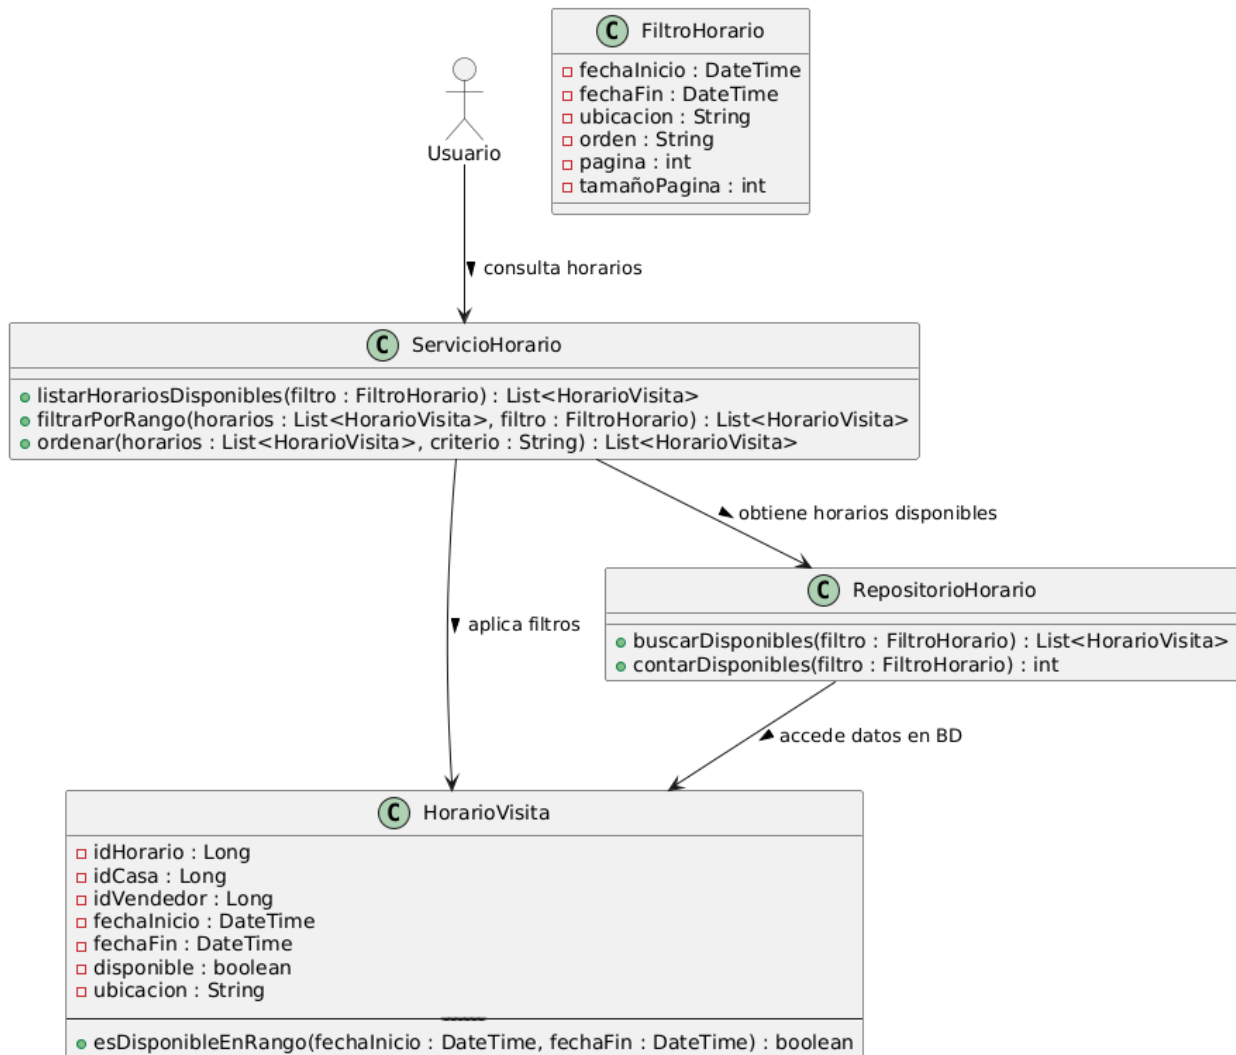 C FiltroHorario
fechaInicio : DateTime
fechaFin : DateTime
ubicacion : String
orden : String
pagina : int
tamañoPagina : int
Usuario
consulta horarios
C ServicioHorario
listarHorariosDisponibles(filtro : FiltroHorario) : List<HorarioVisita>
filtrarPorRango(horarios : List<HorarioVisita>, filtro : FiltroHorario) : List<HorarioVisita>
ordenar(horarios : List<HorarioVisita>, criterio : String) : List<HorarioVisita>
obtiene horarios disponibles
C RepositorioHorario
buscarDisponibles(filtro : FiltroHorario) : List<HorarioVisita>
contarDisponibles(filtro : FiltroHorario) : int
aplica filtros
accede datos en BD
C HorarioVisita
idHorario : Long
idCasa : Long
idVendedor : Long
fechaInicio : DateTime
fechaFin : DateTime
disponible : boolean
ubicacion : String
esDisponibleEnRango(fechaInicio : DateTime, fechaFin : DateTime) : boolean